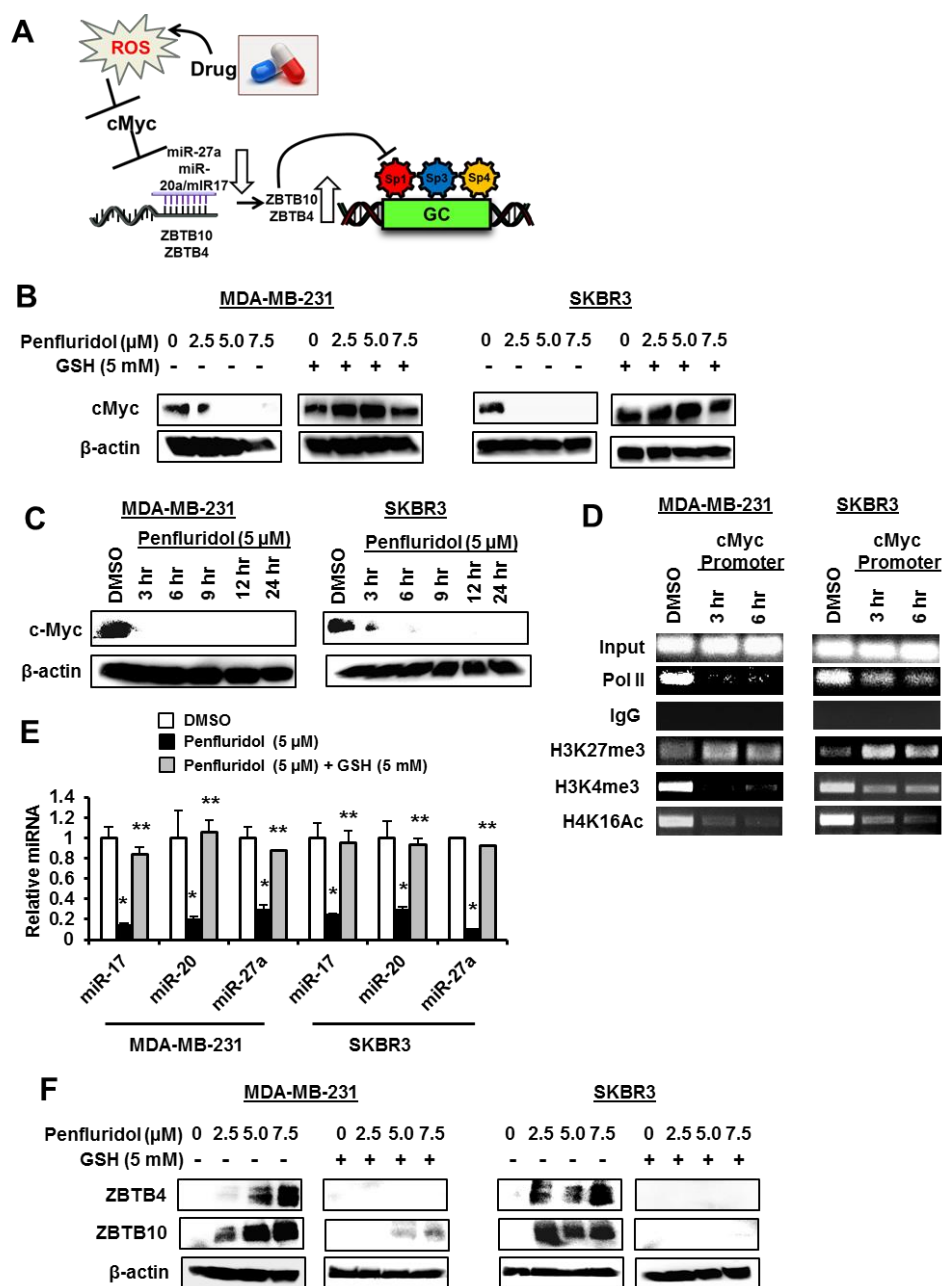 A
ROS
Drug
cMyc
miR-27a
miR-
20a/mIR17
ZBTB10
ZBTB4
ZBTB10
ZBTB4
Sp1 Sp3 Sp4
GC
B
MDA-MB-231 SKBR3
Penfluridol (µM) 0 2.5 5.0 7.5 0 2.5 5.0 7.5 0 2.5 5.0 7.5 0 2.5 5.0 7.5
GSH (5 mM) - - - - + + + + - - - - + + + +
cMyc
β-actin
C
MDA-MB-231 SKBR3
Penfluridol (5 µM) Penfluridol (5 µM)
DMSO 3 hr 6 hr 9 hr 12 hr 24 hr DMSO 3 hr 6 hr 9 hr 12 hr 24 hr
c-Myc
β-actin
D
MDA-MB-231 SKBR3
cMyc cMyc
Promoter Promoter
DMSO 3 hr 6 hr DMSO 3 hr 6 hr
Input
Pol II
IgG
H3K27me3
H3K4me3
H4K16Ac
E
DMSO
Penfluridol (5 µM)
Penfluridol (5 µM) + GSH (5 mM)
Relative miRNA
1.4
1.2
1
0.8
0.6
0.4
0.2
0
** ** ** ** ** **
* * * * * *
miR-17 miR-20 miR-27a miR-17 miR-20 miR-27a
MDA-MB-231 SKBR3
F
MDA-MB-231 SKBR3
Penfluridol (µM) 0 2.5 5.0 7.5 0 2.5 5.0 7.5 0 2.5 5.0 7.5 0 2.5 5.0 7.5
GSH (5 mM) - - - - + + + + - - - - + + + +
ZBTB4
ZBTB10
β-actin